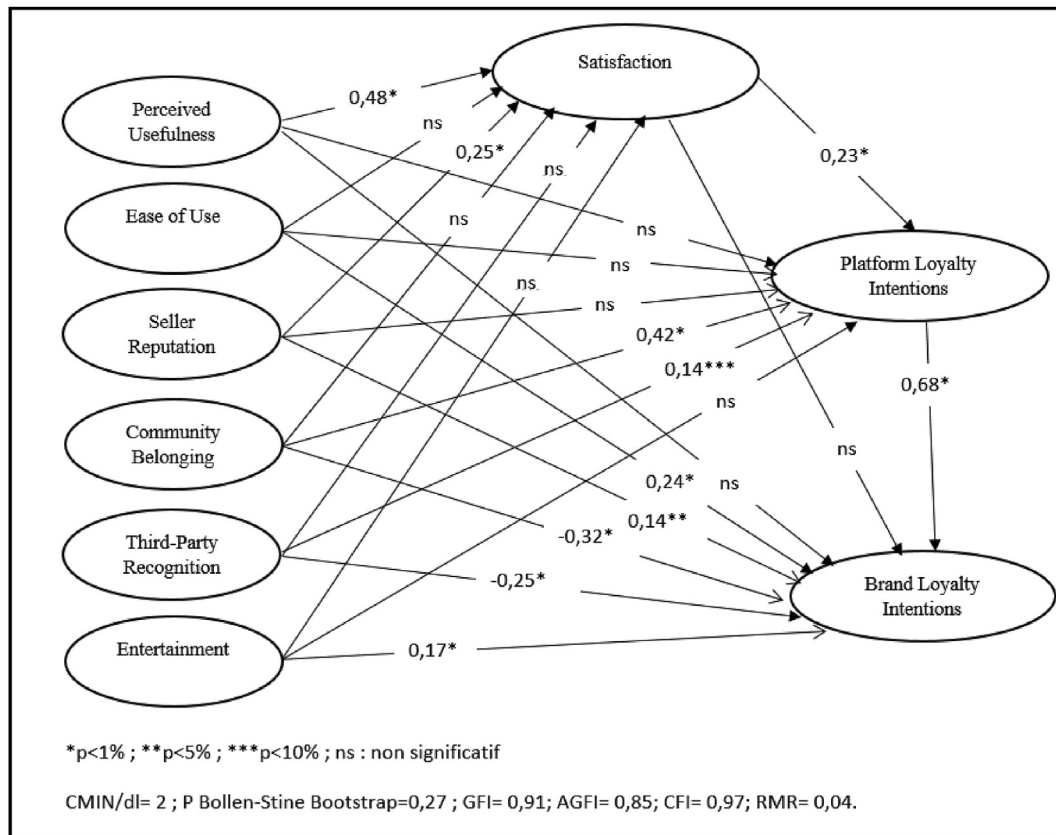 Satisfaction
Perceived
Usefulness
0,48*
ns
0,25*
ns
ns
0,23*
Ease of Use
ns
Platform Loyalty
Intentions
ns
ns
Seller
Reputation
ns
0,42*
0,14***
ns
0,68*
Community
Belonging
ns
0,24*
ns
0,14**
-0,32*
Third-Party
Recognition
-0,25*
Brand Loyalty
Intentions
Entertainment
0,17*
*p<1% ; **p<5% ; ***p<10% ; ns : non significatif
CMIN/dl= 2 ; P Bollen-Stine Bootstrap=0,27 ; GFI= 0,91; AGFI= 0,85; CFI= 0,97; RMR= 0,04.